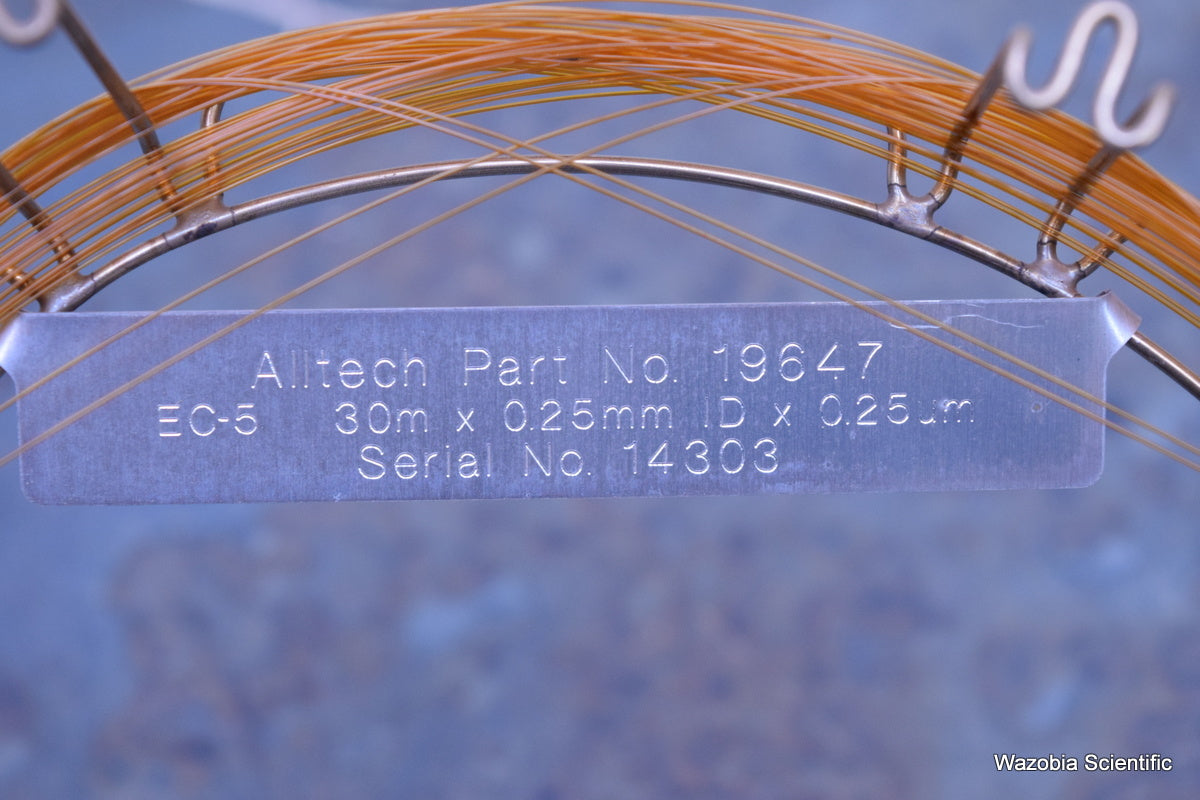 Alltech Part No. 19647
EC-5 30m x 0.25mm ID x 0.25um
Serial No. 14303
Wazobia Scientific